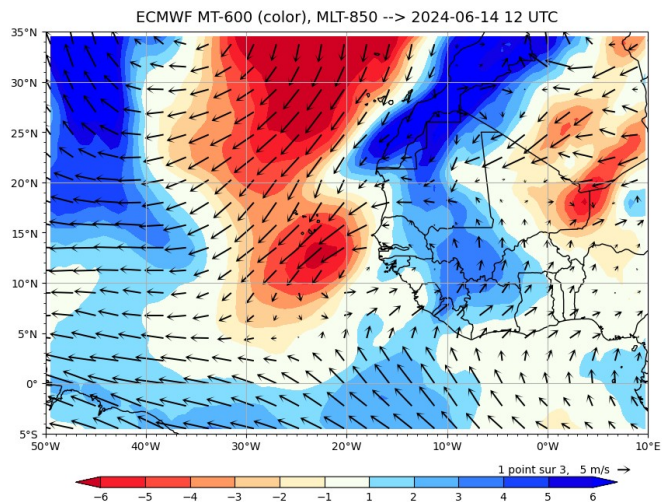 ECMWF MT-600 (color), MLT-850 --> 2024-06-14 12 UTC
35°N
30°N
25°N
20°N
15°N
10°N
5°N
0°
5°S
50°W 40°W 30°W 20°W 10°W 0°W 10°E
1 point sur 3, 5 m/s
−6 −5 −4 −3 −2 −1 1 2 3 4 5 6